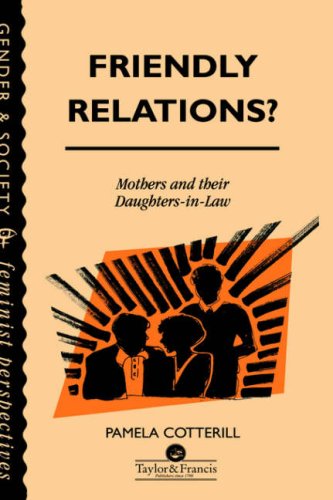 GENDER & SOCIETY feminist perspectives
FRIENDLY
RELATIONS?
Mothers and their
Daughters-in-Law
PAMELA COTTERILL
Taylor & Francis
Publishers since 1798